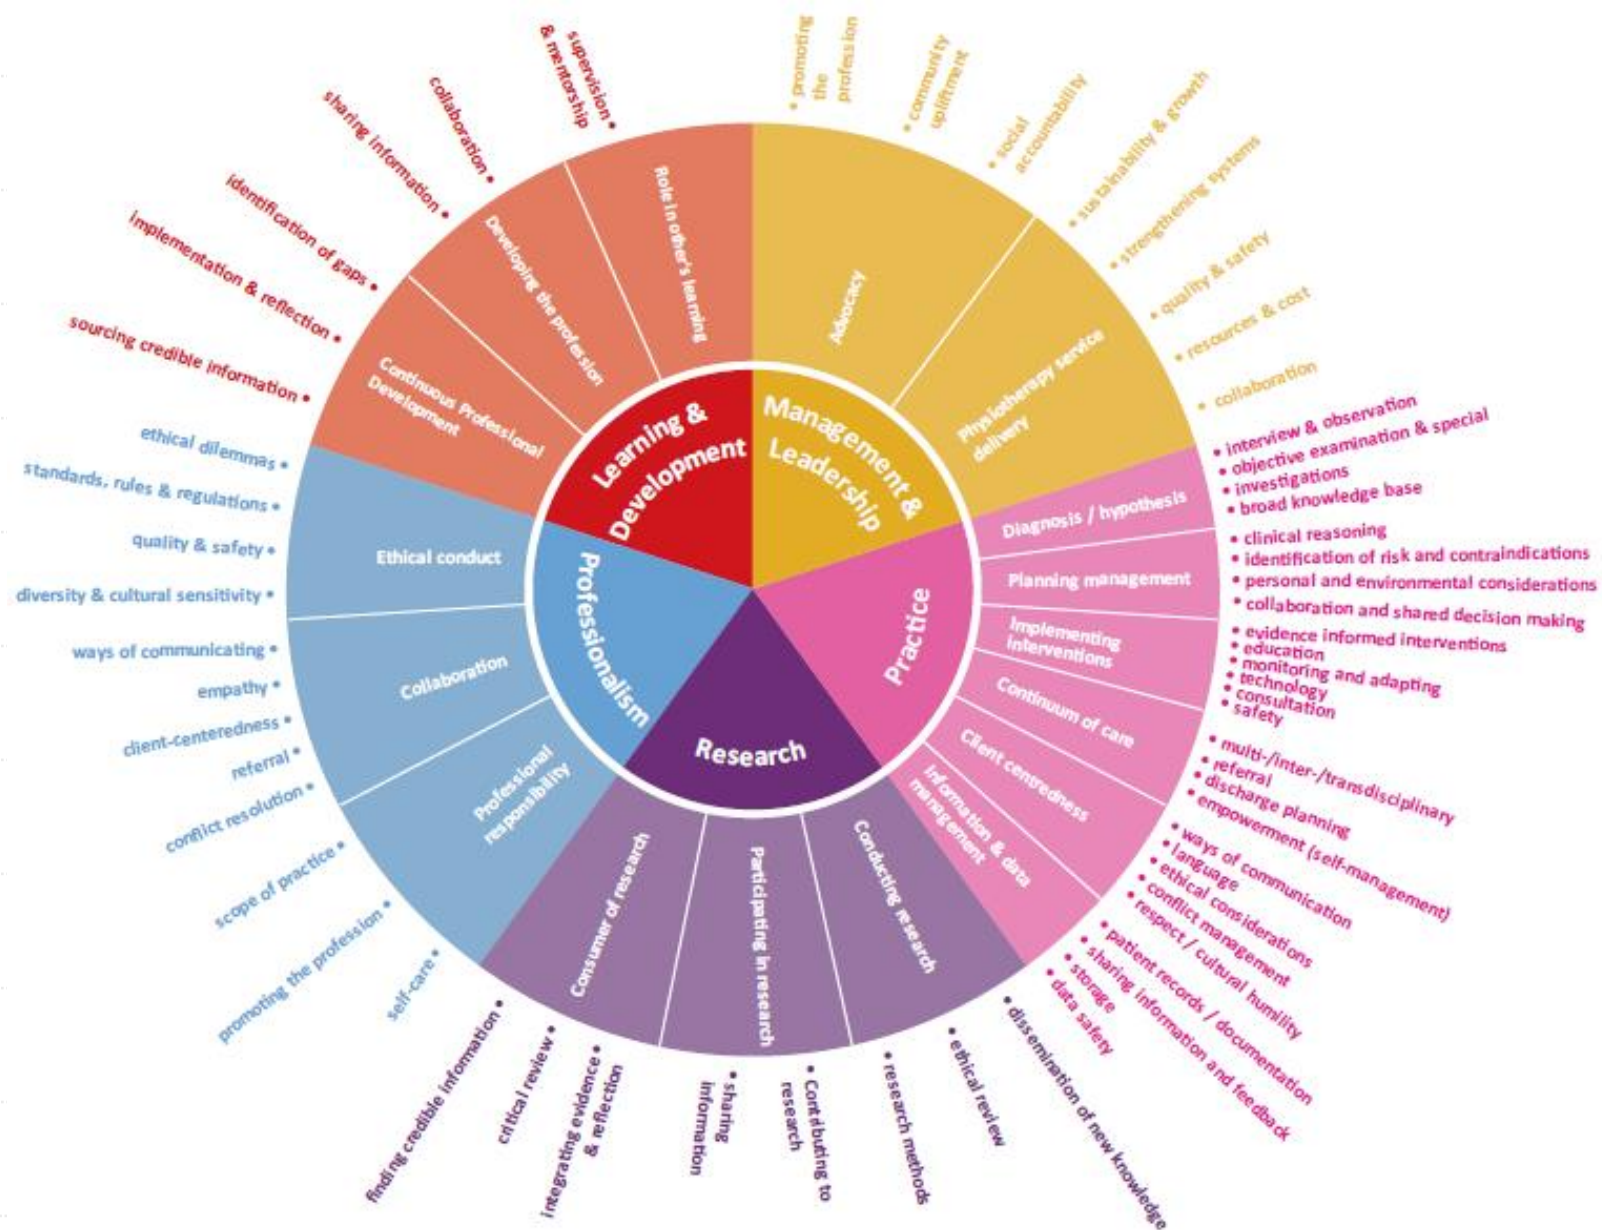 Learning &
Development
Management &
Leadership
Practice
Research
Professionalism
Role in other's learning
Developing the profession
Continuous Professional
Development
Advocacy
Physiotherapy service
delivery
Diagnosis / hypothesis
Planning management
Implementing
interventions
Continuum of care
Client centredness
Information & data
management
Conducting research
Participating in research
Consumer of research
Professional
responsibility
Collaboration
Ethical conduct
• promoting
the
profession
• community
upliftment
• social
accountability
• sustainability & growth
• strengthening systems
• quality & safety
• resources & cost
• collaboration
• interview & observation
• objective examination & special
• investigations
• broad knowledge base
• clinical reasoning
• identification of risk and contraindications
• personal and environmental considerations
• collaboration and shared decision making
• evidence informed interventions
• education
• monitoring and adapting
• technology
• consultation
• safety
• multi-/inter-/transdisciplinary
• referral
• discharge planning
• empowerment (self-management)
• ways of communication
• language
• ethical considerations
• conflict management
• respect / cultural humility
• patient records / documentation
• sharing information and feedback
• storage
• data safety
• dissemination of new knowledge
• ethical review
• research methods
• Contributing to
research
• sharing
information
integrating evidence •
& reflection
critical review •
finding credible information •
self-care •
promoting the profession •
scope of practice •
conflict resolution •
referral •
client-centeredness •
empathy •
ways of communicating •
diversity & cultural sensitivity •
quality & safety •
standards, rules & regulations •
ethical dilemmas •
sourcing credible information •
implementation & reflection •
identification of gaps •
sharing information •
collaboration •
supervision •
& mentorship